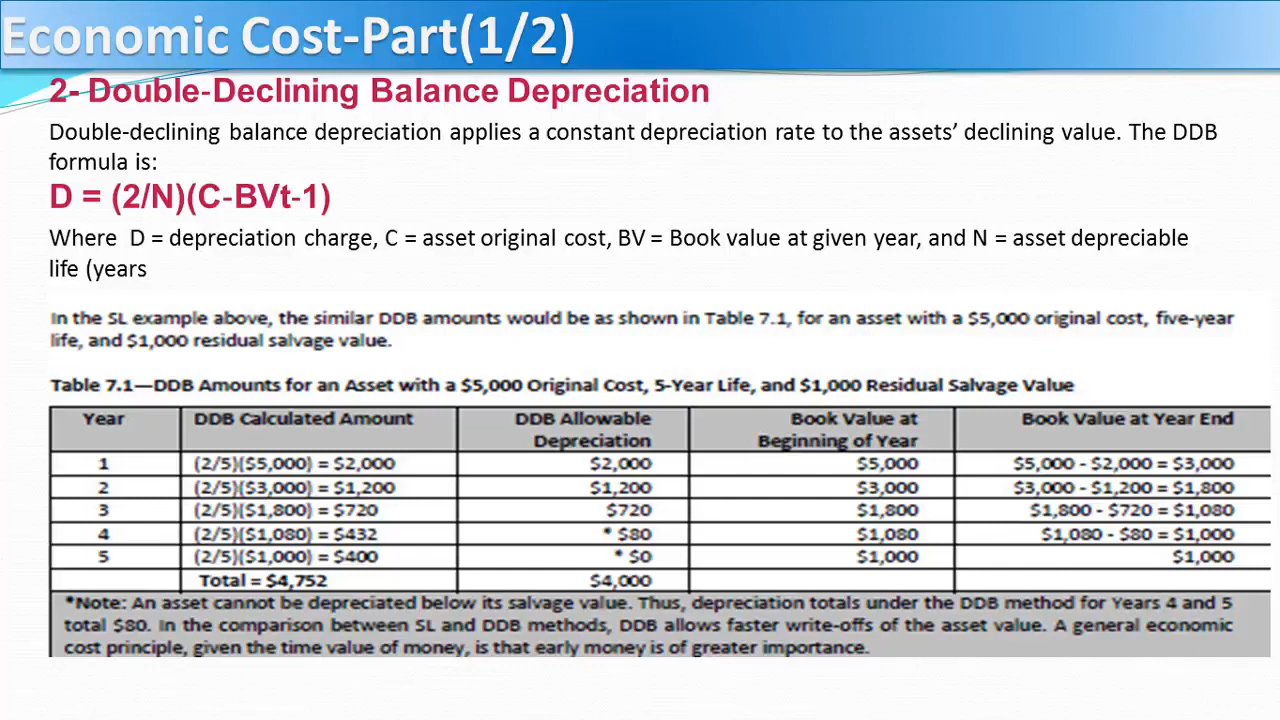 Economic Cost-Part(1/2)
2- Double-Declining Balance Depreciation
Double-declining balance depreciation applies a constant depreciation rate to the assets’ declining value. The DDB
formula is:
D = (2/N)(C-BVt-1)
Where D = depreciation charge, C = asset original cost, BV = Book value at given year, and N = asset depreciable
life (years
In the SL example above, the similar DDB amounts would be as shown in Table 7.1, for an asset with a $5,000 original cost, five-year
life, and $1,000 residual salvage value.
Table 7.1—DDB Amounts for an Asset with a $5,000 Original Cost, 5-Year Life, and $1,000 Residual Salvage Value
Year DDB Calculated Amount DDB Allowable Book Value at Book Value at Year End
Depreciation Beginning of Year
1 (2/5)($5,000) = $2,000 $2,000 $5,000 $5,000 - $2,000 = $3,000
2 (2/5)($3,000) = $1,200 $1,200 $3,000 $3,000 - $1,200 = $1,800
3 (2/5)($1,800) = $720 $720 $1,800 $1,800 - $720 = $1,080
4 (2/5)($1,080) = $432 * $80 $1,080 $1,080 - $80 = $1,000
5 (2/5)($1,000) = $400 * $0 $1,000 $1,000
Total = $4,752 $4,000
*Note: An asset cannot be depreciated below its salvage value. Thus, depreciation totals under the DDB method for Years 4 and 5
total $80. In the comparison between SL and DDB methods, DDB allows faster write-offs of the asset value. A general economic
cost principle, given the time value of money, is that early money is of greater importance.